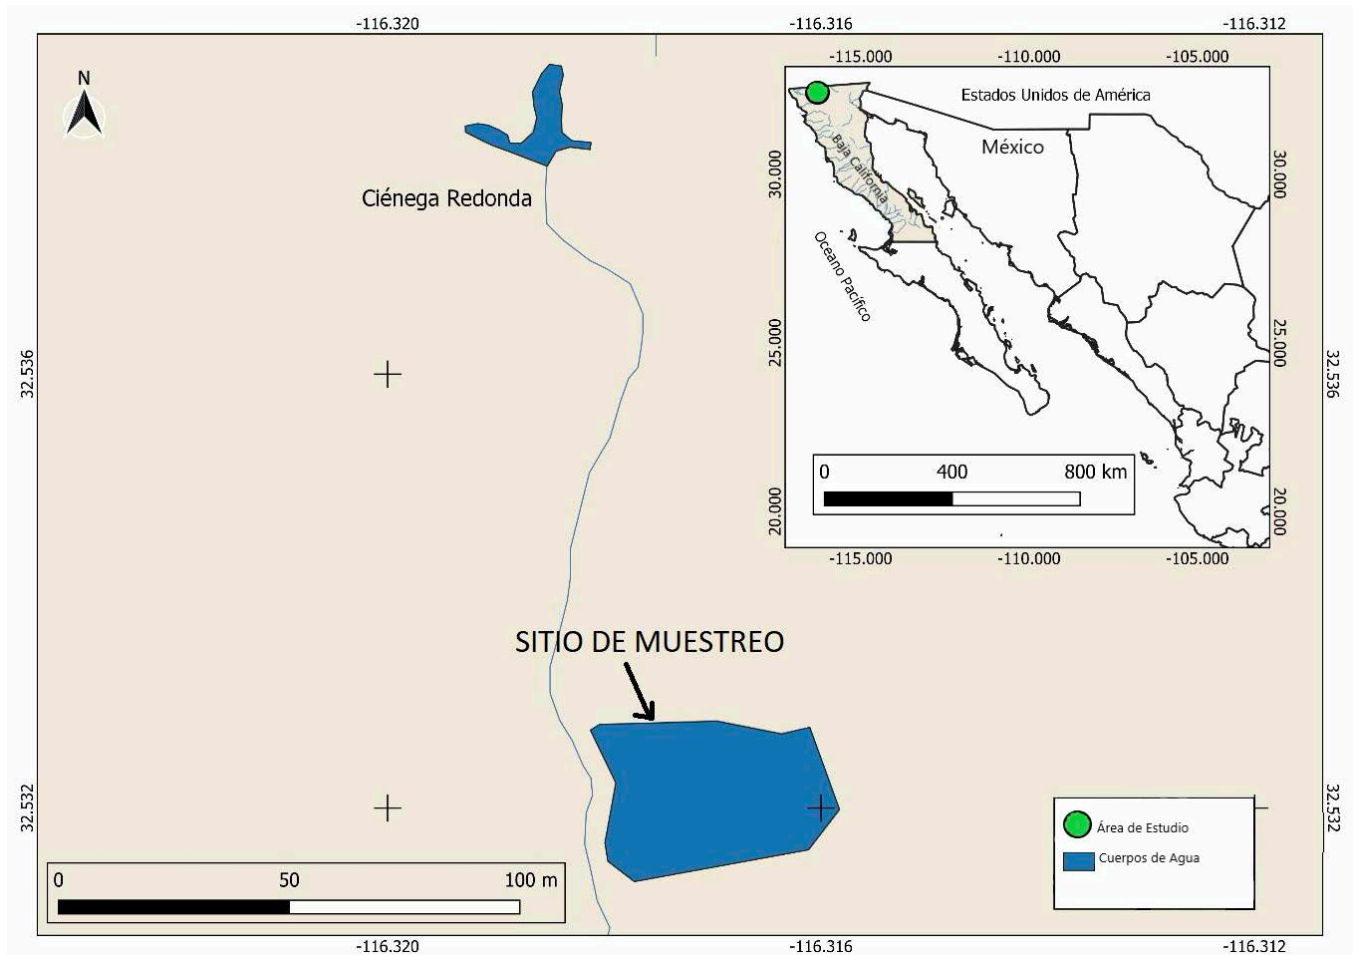 -116.320
-116.316
-116.312
N
Ciénega Redonda
-115.000
-110.000
-105.000
Estados Unidos de América
México
Baja California
Oceano Pacífico
30.000
30.000
25.000
25.000
20.000
20.000
0
400
800 km
-115.000
-110.000
-105.000
32.536
32.536
SITIO DE MUESTREO
32.532
32.532
Área de Estudio
Cuerpos de Agua
0
50
100 m
-116.320
-116.316
-116.312